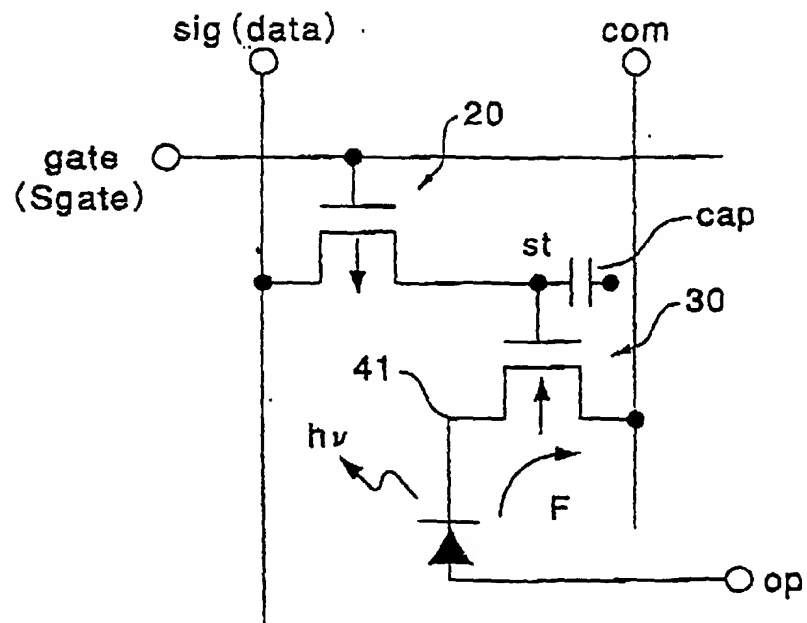 sig (data)
com
20
gate
(Sgate)
cap
st
30
41
hν
F
op